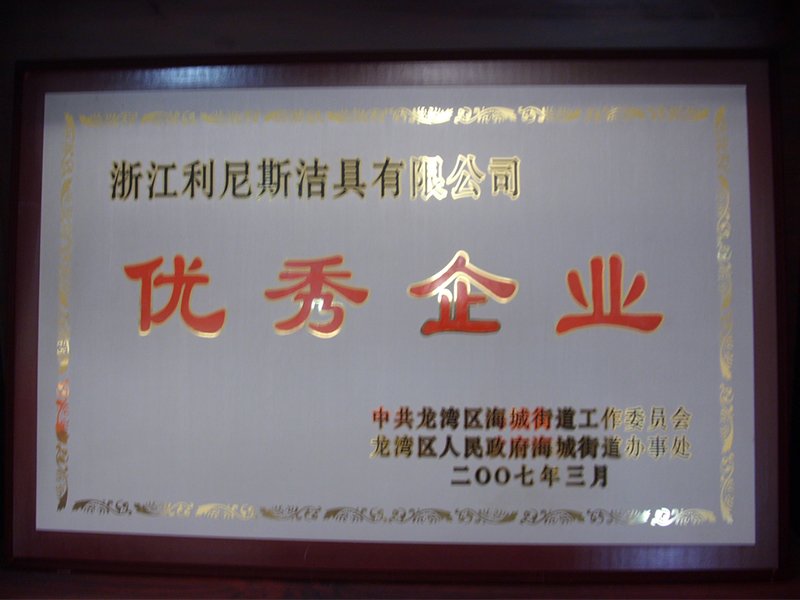 浙江利尼斯洁具有限公司
优秀企业
中共龙湾区海城街道工作委员会
龙湾区人民政府海城街道办事处
二OO七年三月